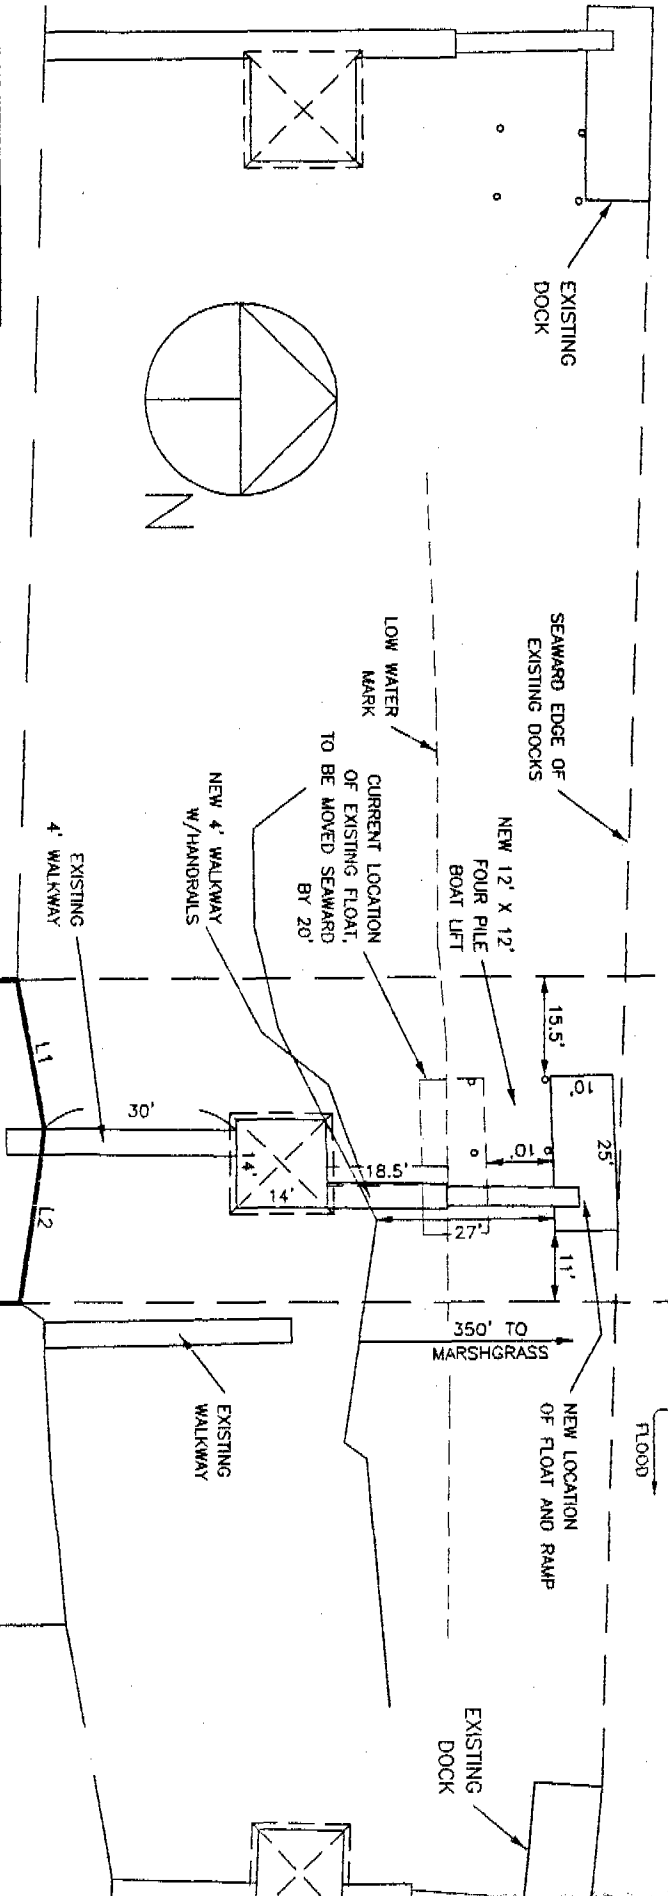 EXISTING
DOCK
N
SEAWARD EDGE OF
EXISTING DOCKS
LOW WATER
MARK
NEW 12' X 12'
FOUR PILE
BOAT LIFT
CURRENT LOCATION
OF EXISTING FLOAT,
TO BE MOVED SEAWARD
BY 20'
NEW 4' WALKWAY
W/HANDRAILS
EXISTING
4' WALKWAY
15.5'
10'
25'
10'
L1
30'
14'
14'
18.5'
L2
27'
11'
350' TO
MARSHGRASS
EXISTING
WALKWAY
NEW LOCATION
OF FLOAT AND RAMP
FLOOD
EXISTING
DOCK